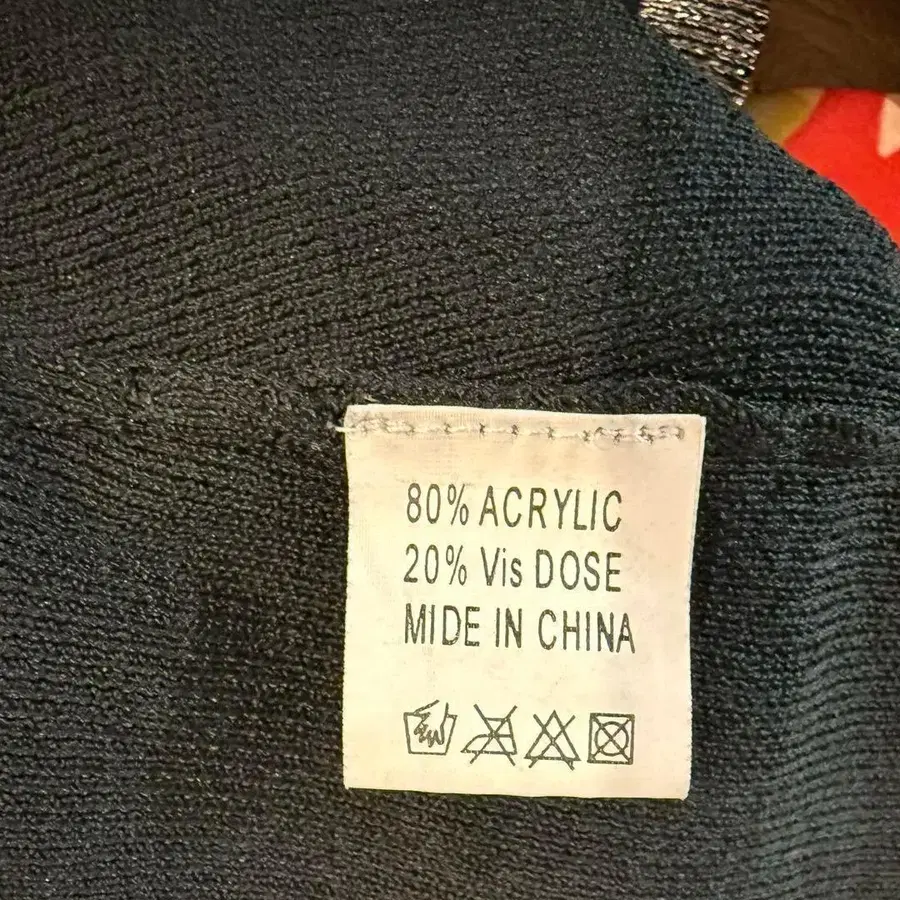 80% ACRYLIC
20% Vis DOSE
MIDE IN CHINA